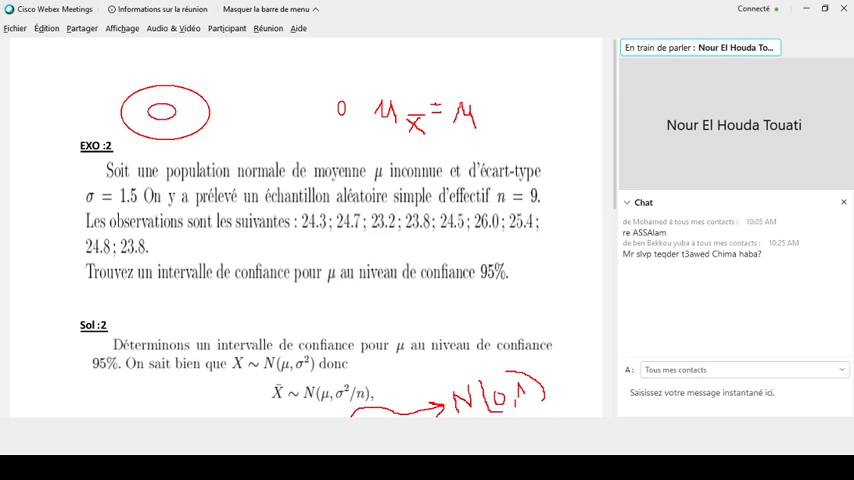 Cisco Webex Meetings
Informations sur la réunion
Masquer la barre de menu
Connecté
Fichier Édition Partager Affichage Audio & Vidéo Participant Réunion Aide
En train de parler : Nour El Houda To...
Nour El Houda Touati
0 μ X̄ = μ
EXO :2
Soit une population normale de moyenne μ inconnue et d'écart-type
σ = 1.5 On y a prélevé un échantillon aléatoire simple d'effectif n = 9.
Les observations sont les suivantes : 24.3 ; 24.7 ; 23.2 ; 23.8 ; 24.5 ; 26.0 ; 25.4 ;
24.8 ; 23.8.
Trouvez un intervalle de confiance pour μ au niveau de confiance 95%.
Sol :2
Déterminons un intervalle de confiance pour μ au niveau de confiance
95%. On sait bien que X ∼ N(μ, σ²) donc
X̄ ∼ N(μ, σ²/n),
N(0,1)
Chat
de Mohamed à tous mes contacts : 10:05 AM
re ASSAlam
de ben Bekkou yuba à tous mes contacts : 10:25 AM
Mr slvp teqder t3awed Chima haba?
A : Tous mes contacts
Saisissez votre message instantané ici.